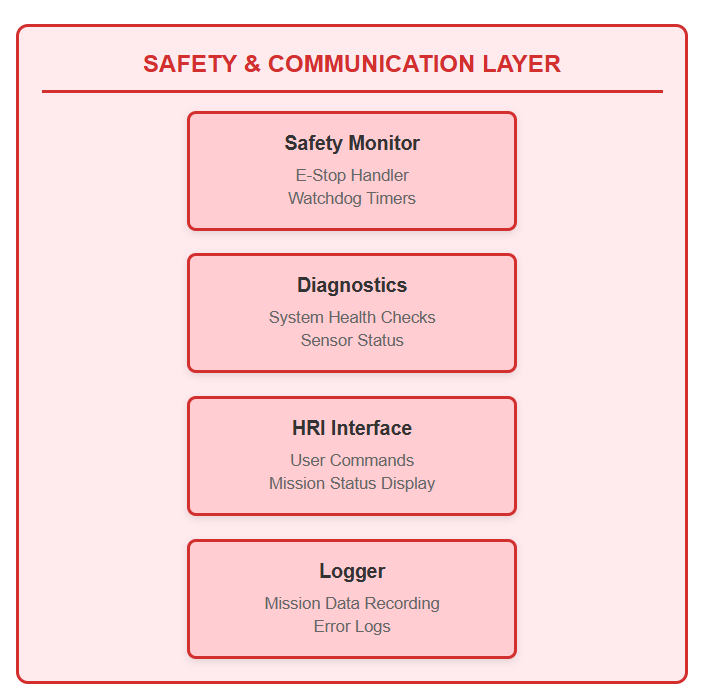 SAFETY & COMMUNICATION LAYER
Safety Monitor
E-Stop Handler
Watchdog Timers
Diagnostics
System Health Checks
Sensor Status
HRI Interface
User Commands
Mission Status Display
Logger
Mission Data Recording
Error Logs